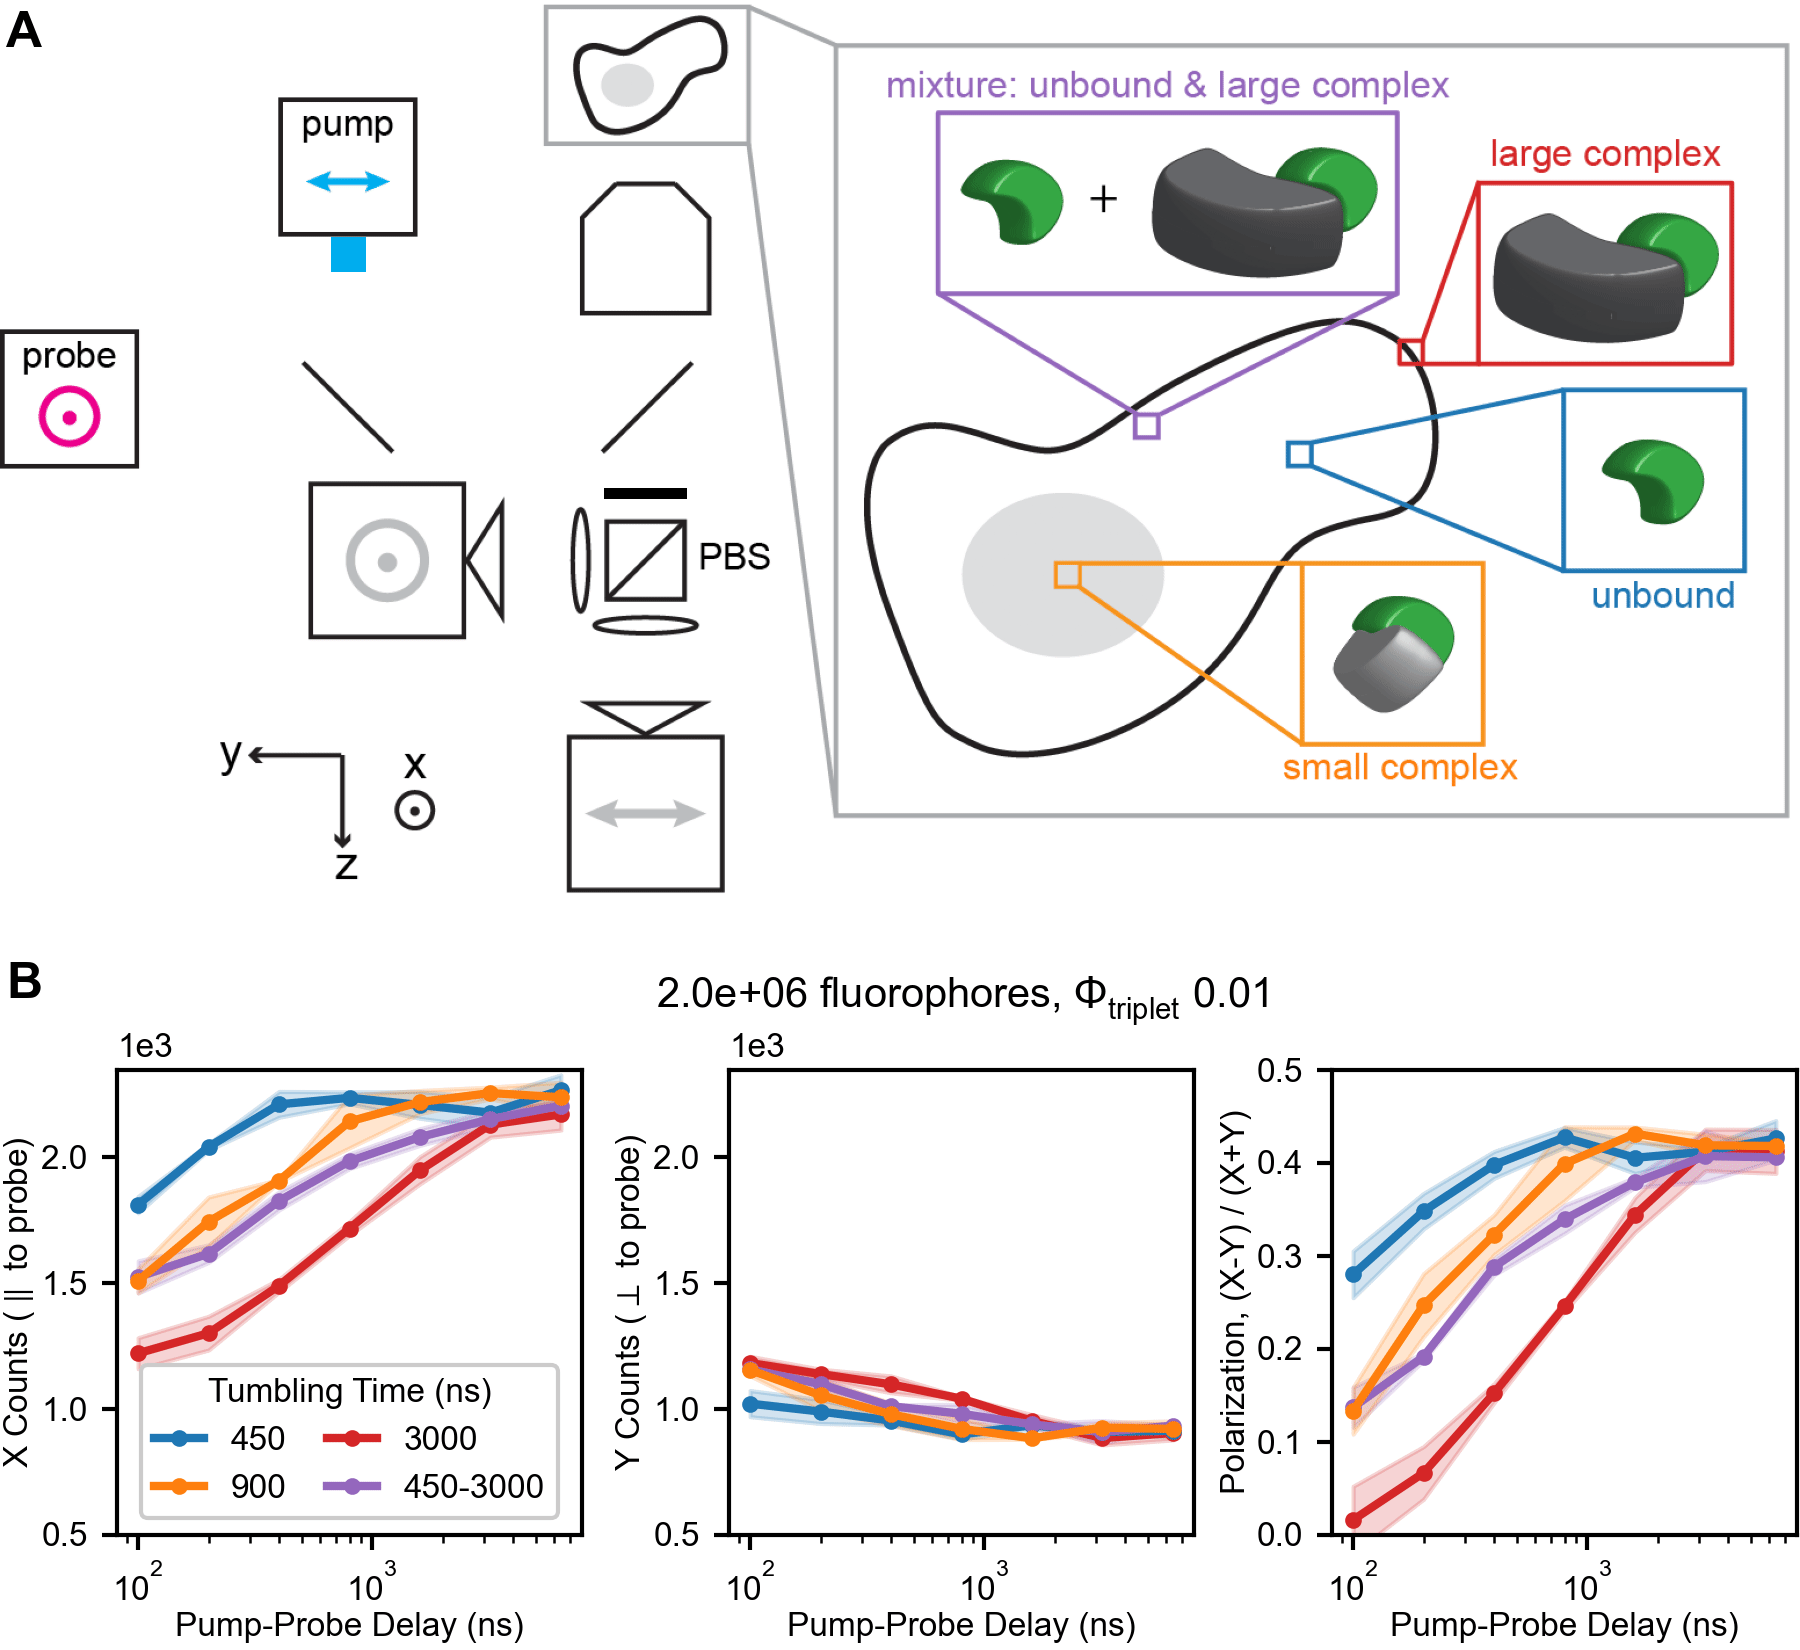 A
pump
probe
PBS
y
x
z
mixture: unbound & large complex
+
large complex
unbound
small complex
B
2.0e+06 fluorophores, Φtriplet 0.01
1e3
X Counts ( || to probe)
2.0
1.5
1.0
0.5
Tumbling Time (ns)
450
3000
900
450-3000
10² 10³
Pump-Probe Delay (ns)
1e3
Y Counts ( ⊥ to probe)
2.0
1.5
1.0
0.5
10² 10³
Pump-Probe Delay (ns)
Polarization, (X-Y) / (X+Y)
0.5
0.4
0.3
0.2
0.1
0.0
10² 10³
Pump-Probe Delay (ns)